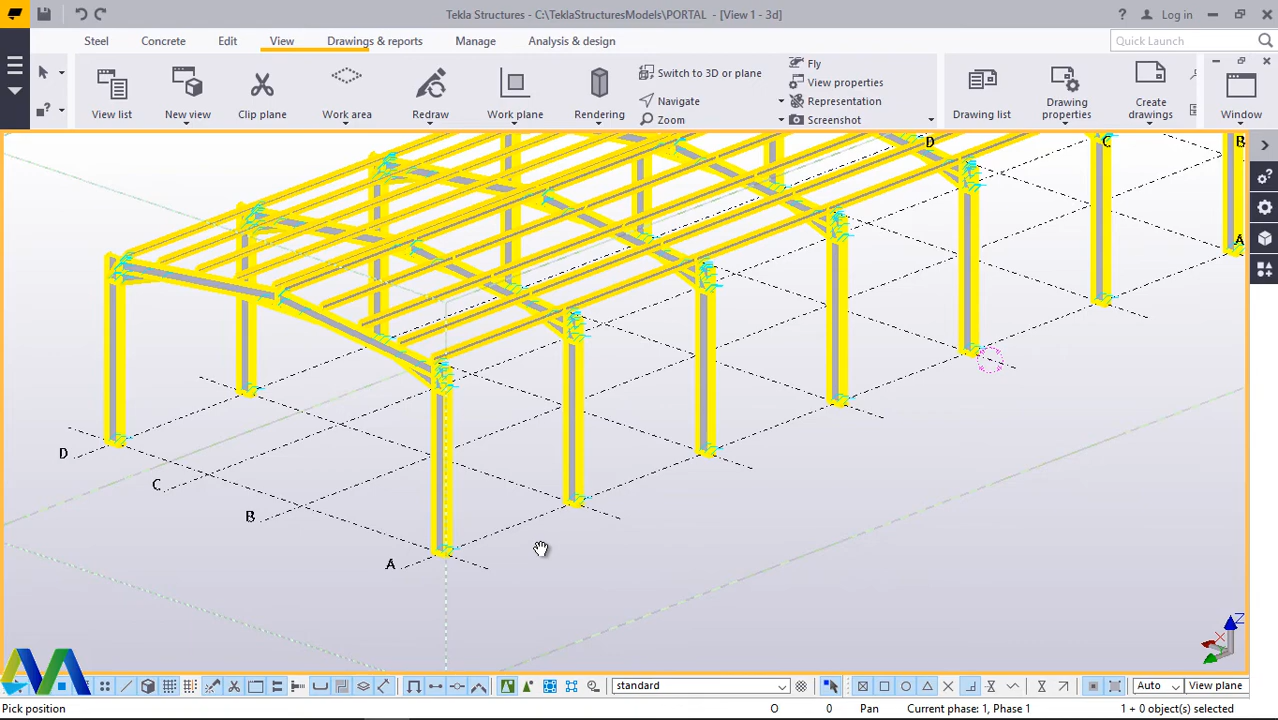 Tekla Structures - C:\TeklaStructuresModels\PORTAL - [View 1 - 3d]
? Log in
Steel Concrete Edit View Drawings & reports Manage Analysis & design Quick Launch
View list New view Clip plane Work area Redraw Work plane Rendering
Switch to 3D or plane
Navigate
Zoom
Fly
View properties
Representation
Screenshot
Drawing list Drawing properties Create drawings Window
D C B
A
D
C
B
A
Z
standard Auto View plane
Pick position O 0 Pan Current phase: 1, Phase 1 1 + 0 object(s) selected